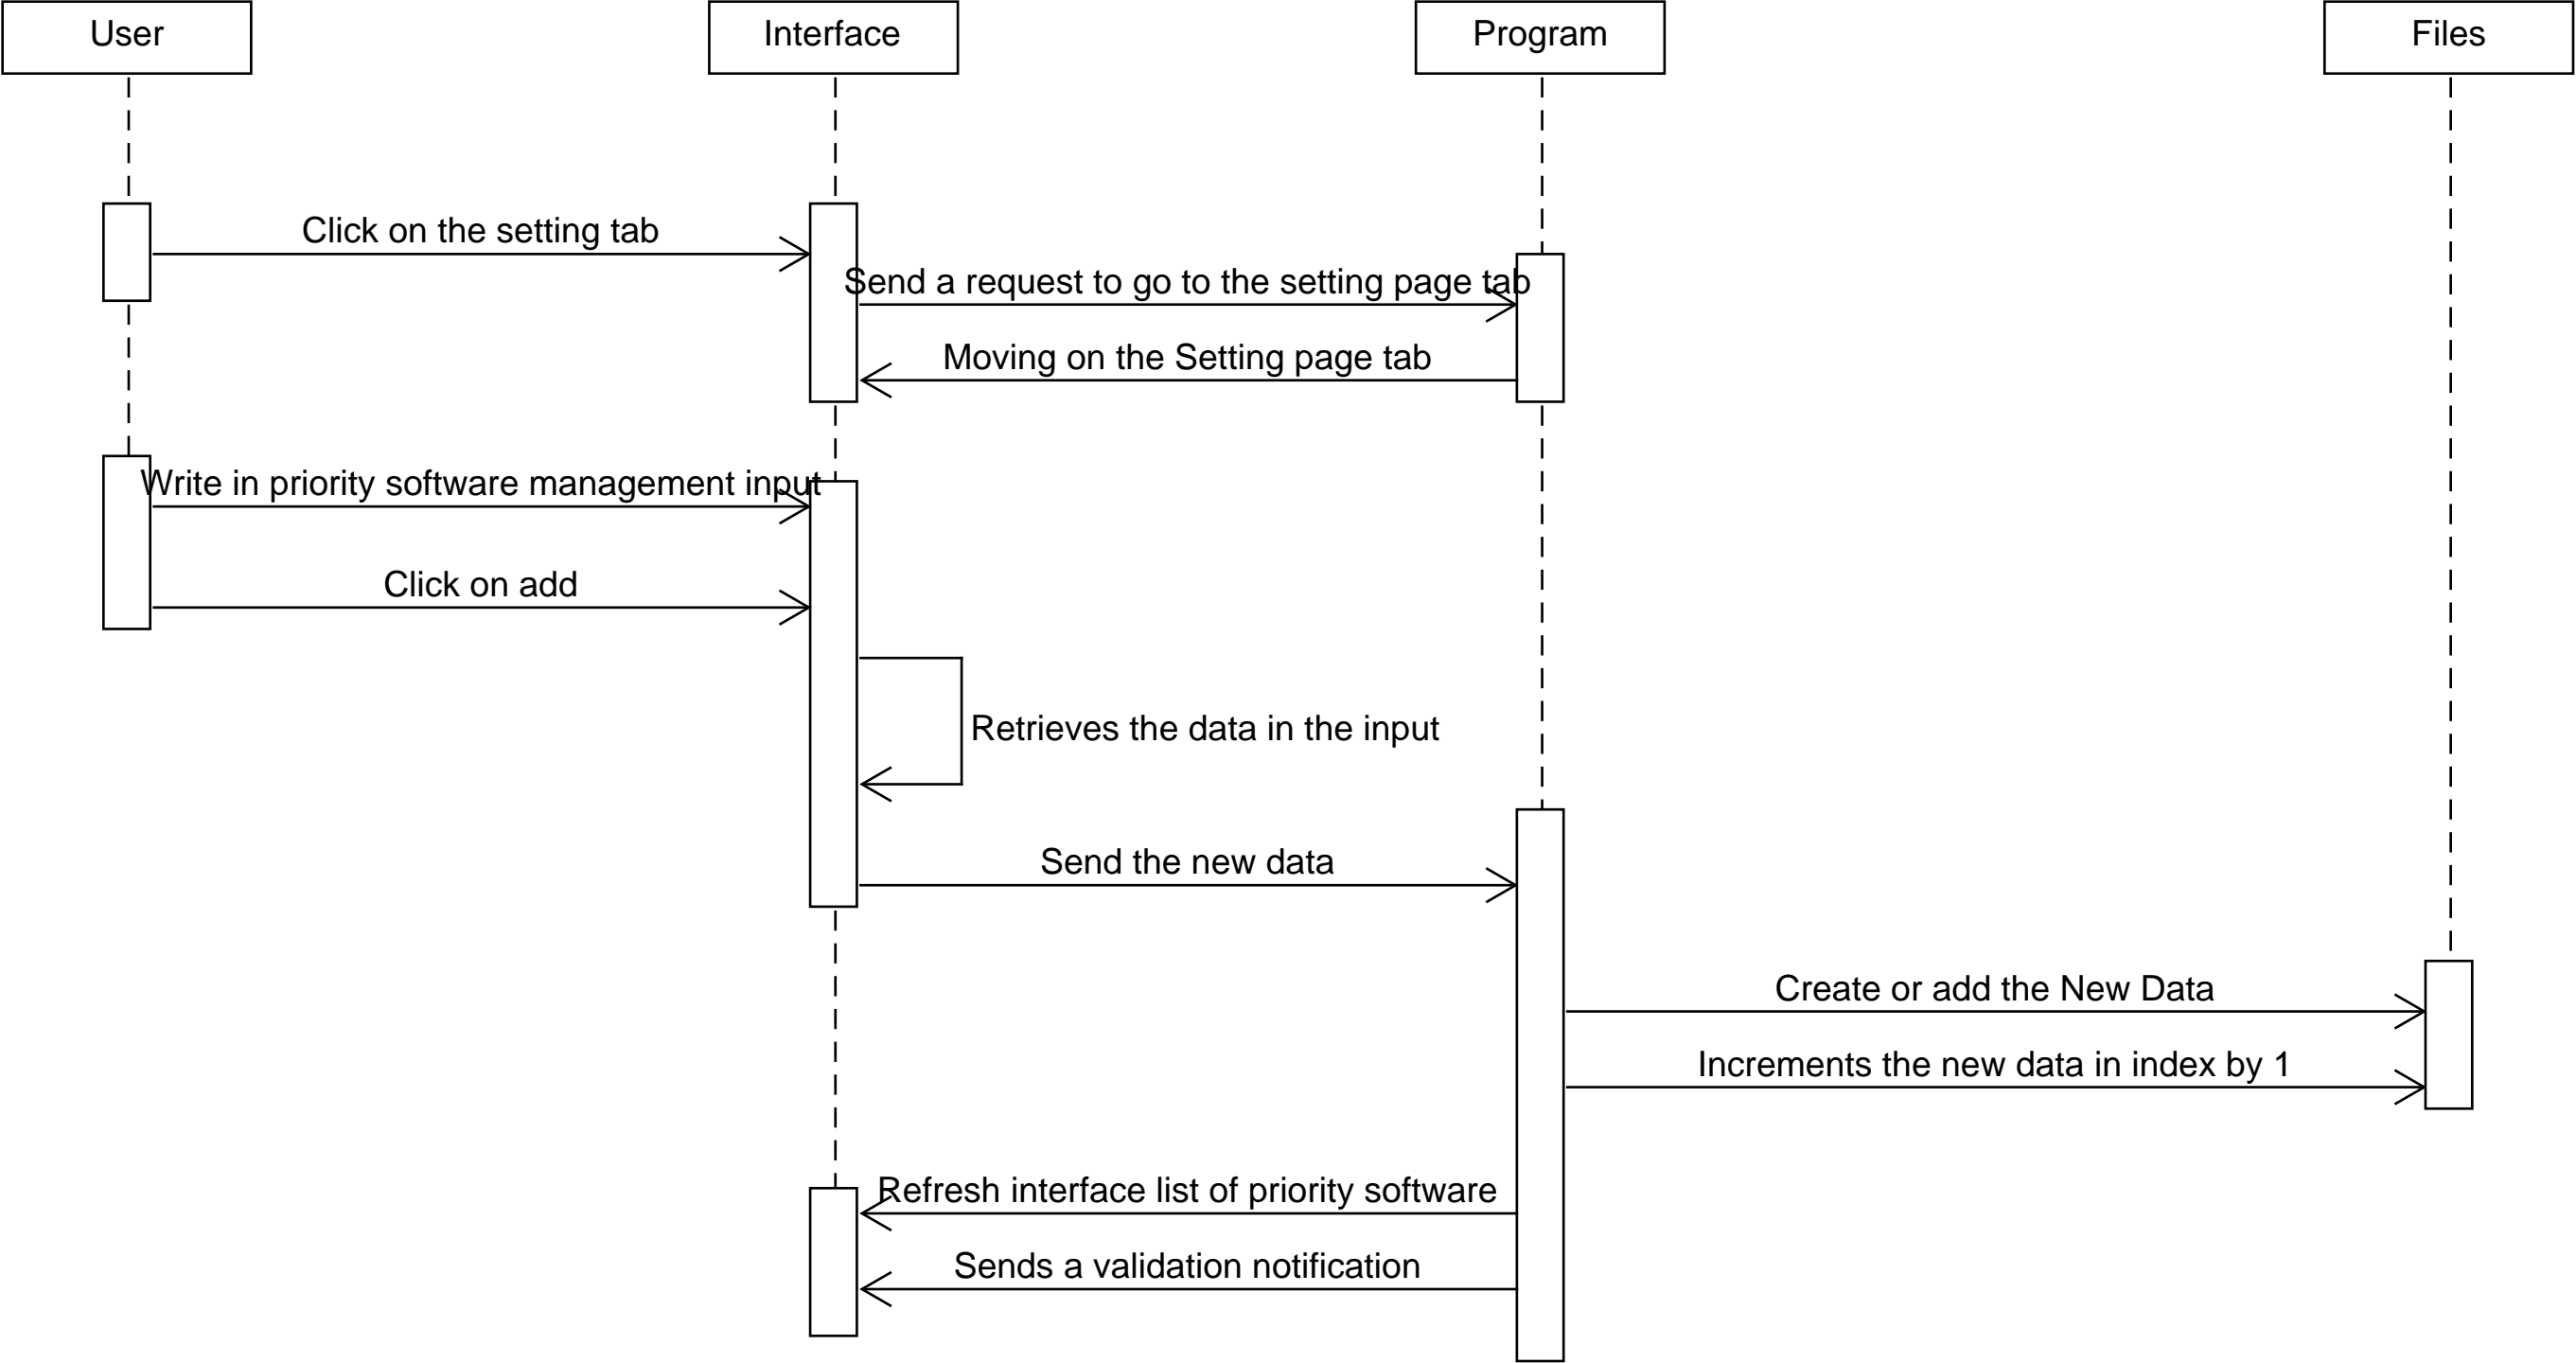 User
Interface
Program
Files
Click on the setting tab
Send a request to go to the setting page tab
Moving on the Setting page tab
Write in priority software management input
Click on add
Retrieves the data in the input
Send the new data
Create or add the New Data
Increments the new data in index by 1
Refresh interface list of priority software
Sends a validation notification